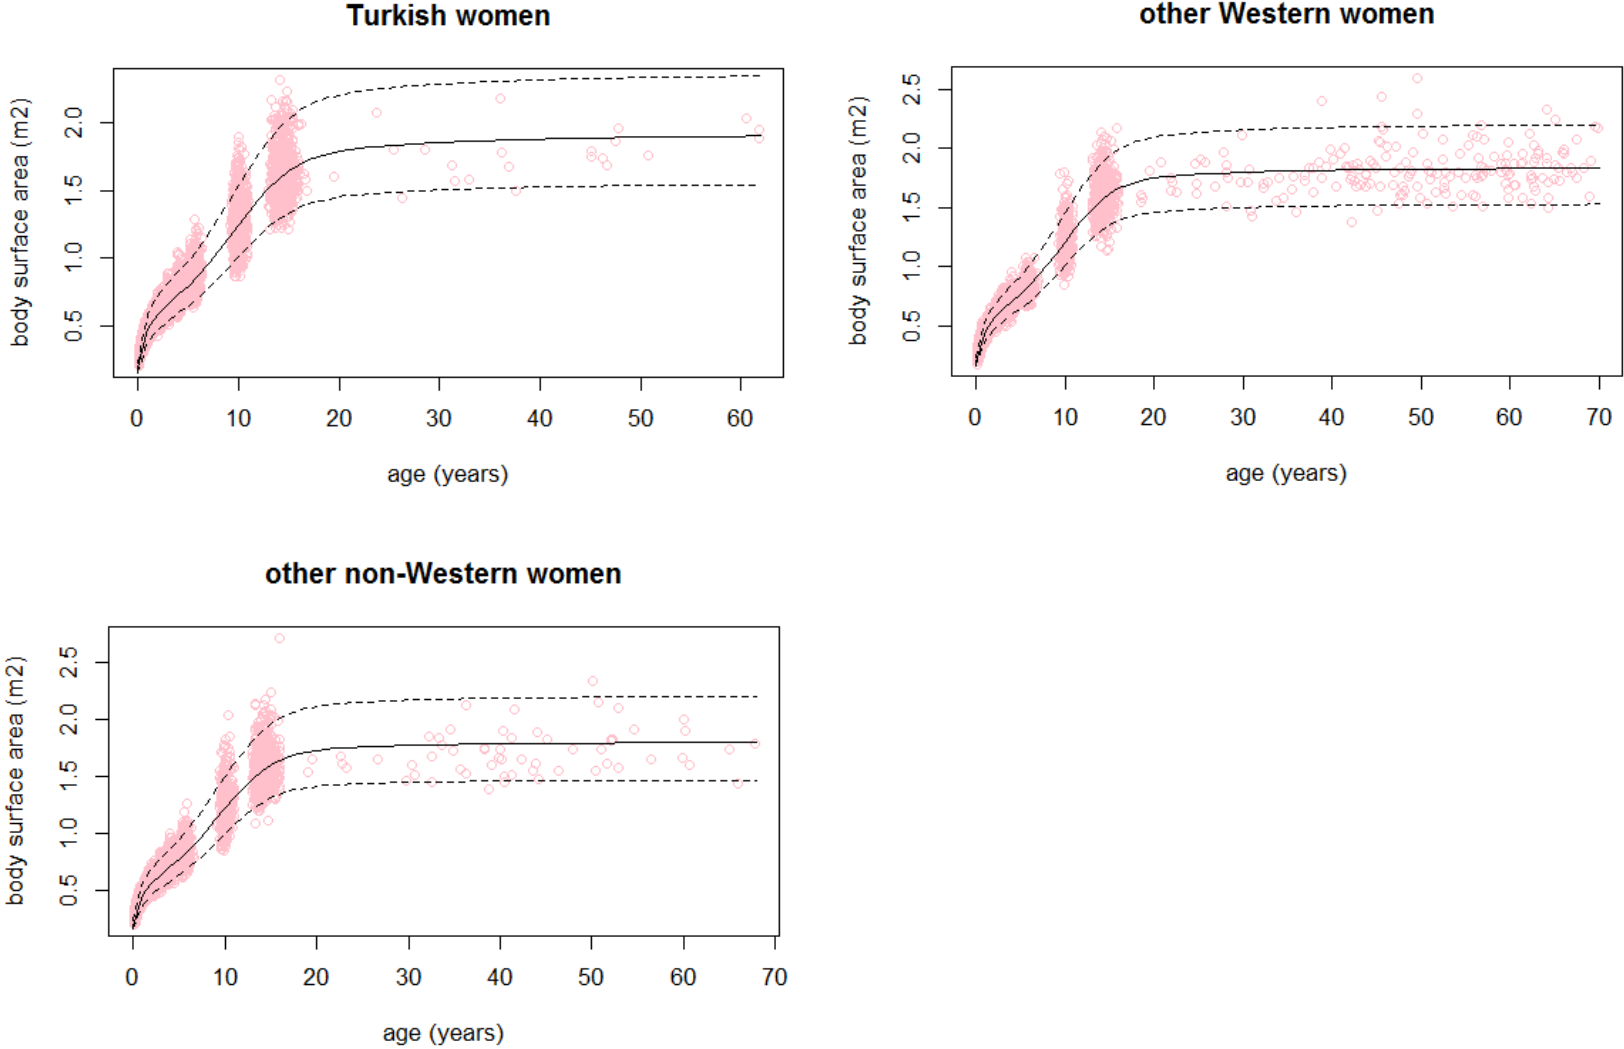 Turkish women
body surface area (m2)
2.0
1.5
1.0
0.5
0 10 20 30 40 50 60
age (years)
other Western women
body surface area (m2)
2.5
2.0
1.5
1.0
0.5
0 10 20 30 40 50 60 70
age (years)
other non-Western women
body surface area (m2)
2.5
2.0
1.5
1.0
0.5
0 10 20 30 40 50 60 70
age (years)